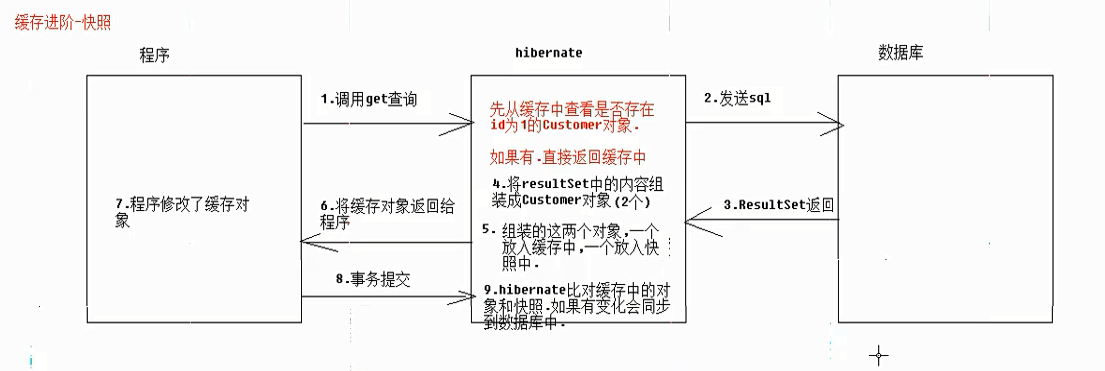 缓存进阶-快照
程序
hibernate
数据库
1.调用get查询
先从缓存中查看是否存在
id为1的Customer对象.
如果有.直接返回缓存中
2.发送sql
3.ResultSet返回
4.将resultSet中的内容组
装成Customer对象(2个)
5. 组装的这两个对象,一个
放入缓存中,一个放入快
照中.
6.将缓存对象返回给
程序
7.程序修改了缓存对
象
8.事务提交
9.hibernate比对缓存中的对
象和快照.如果有变化会同步
到数据库中.